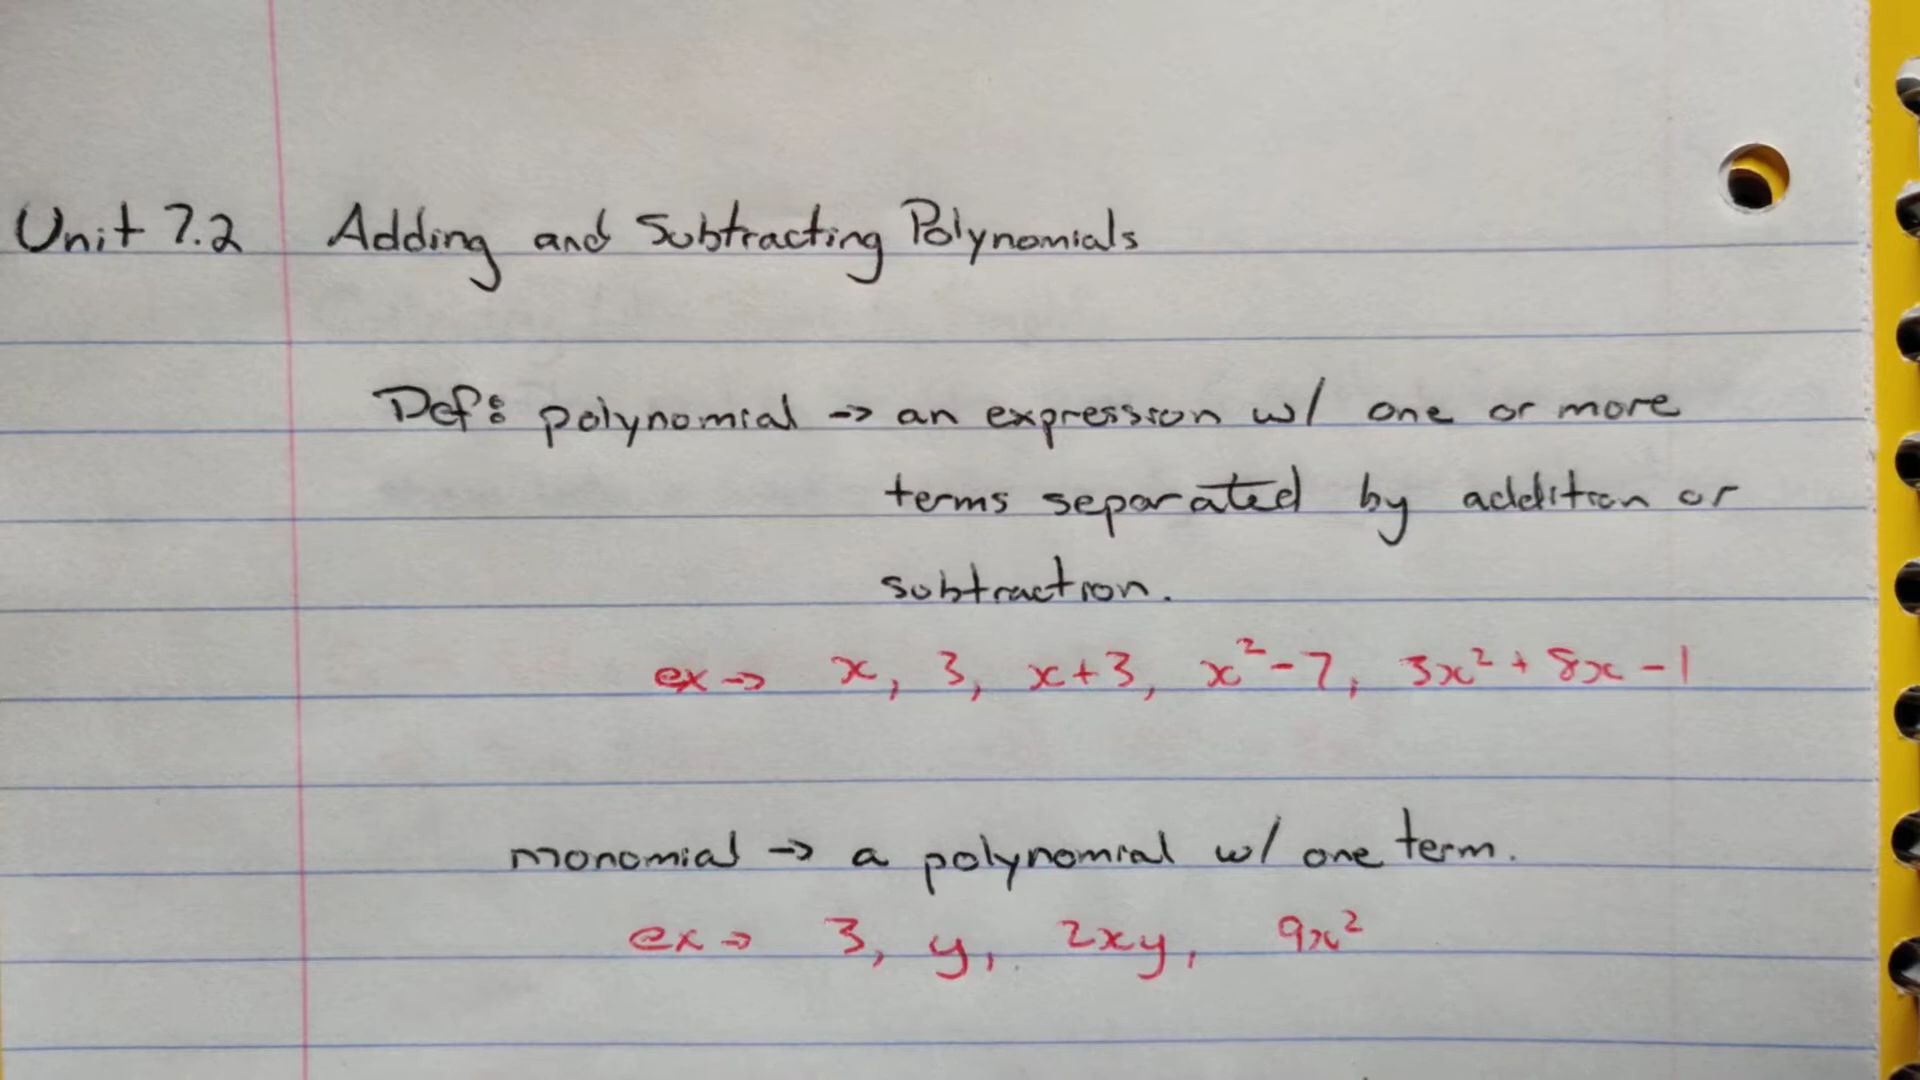 Unit 7.2 Adding and Subtracting Polynomials
Def: polynomial → an expression w/ one or more
terms separated by addition or
subtraction.
ex → x, 3, x+3, x²-7, 3x² + 8x - 1
monomial → a polynomial w/ one term.
ex → 3, y, 2xy, 9x²